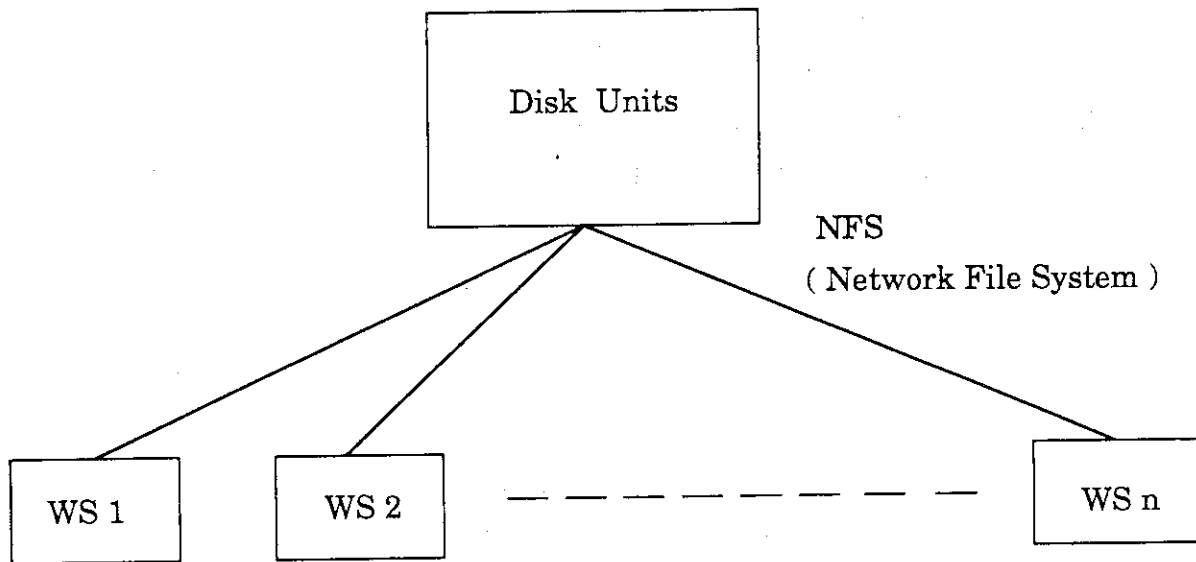 Disk Units
NFS
( Network File System )
WS 1
WS 2
WS n